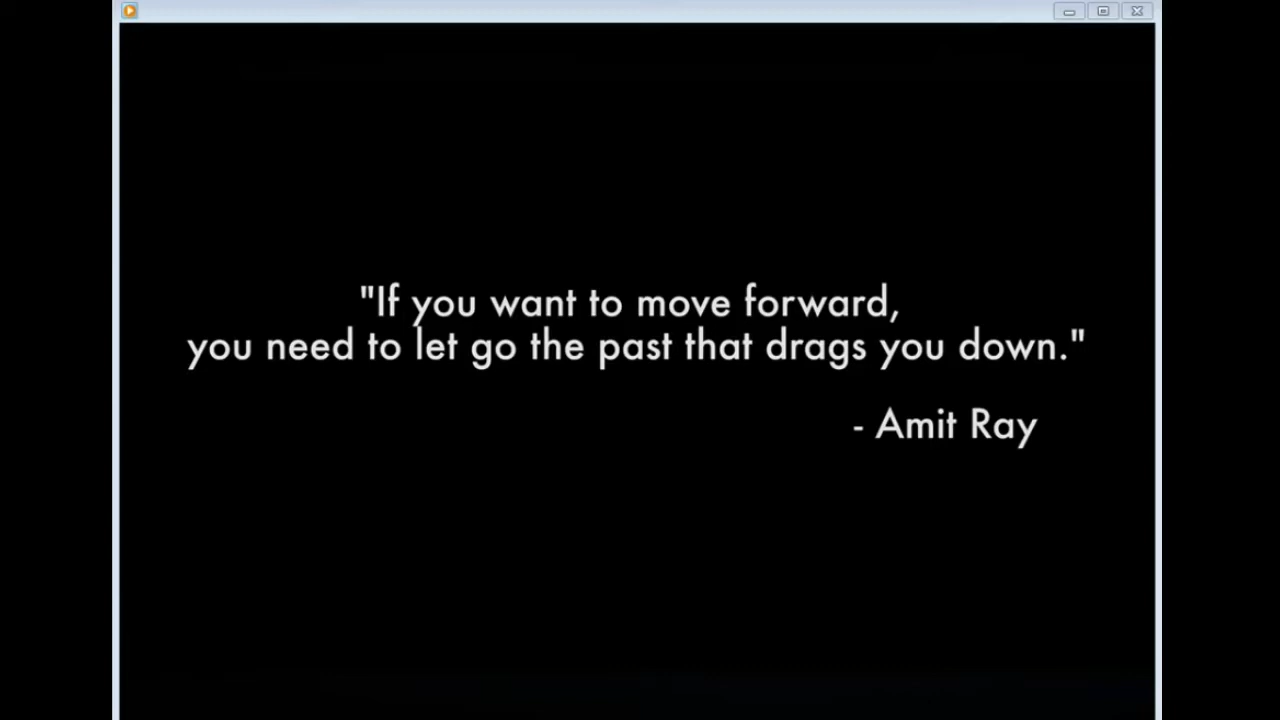 "If you want to move forward,
you need to let go the past that drags you down."
- Amit Ray